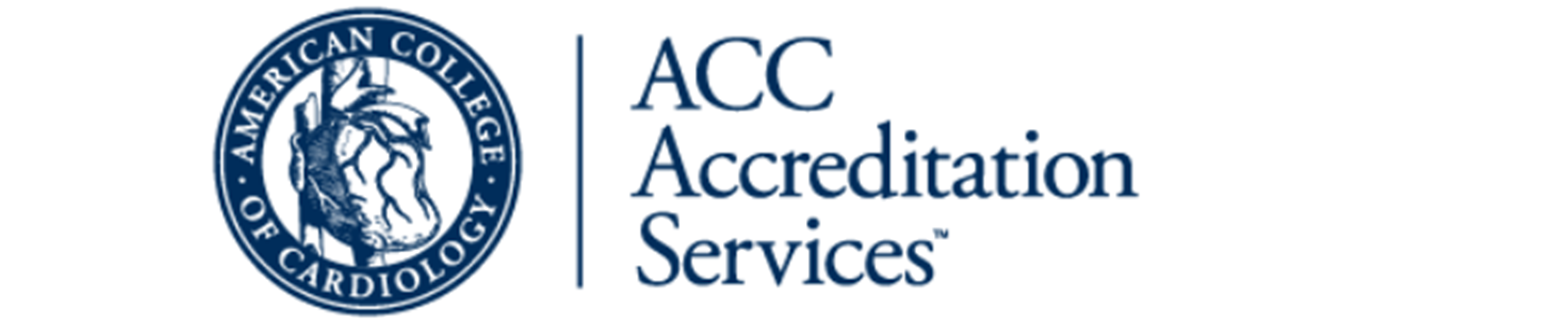 AMERICAN COLLEGE
· OF CARDIOLOGY ·
ACC
Accreditation
Services™